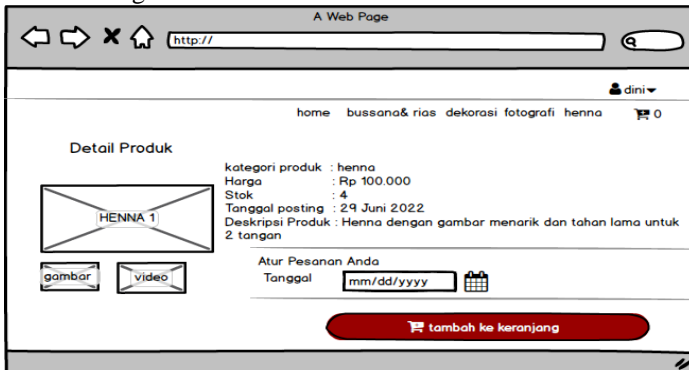 A Web Page
http://
dini
home bussana& rias dekorasi fotografi henna 0
Detail Produk
kategori produk : henna
Harga : Rp 100.000
Stok : 4
Tanggal posting : 29 Juni 2022
Deskripsi Produk : Henna dengan gambar menarik dan tahan lama untuk
2 tangan
HENNA 1
gambar video
Atur Pesanan Anda
Tanggal mm/dd/yyyy
tambah ke keranjang